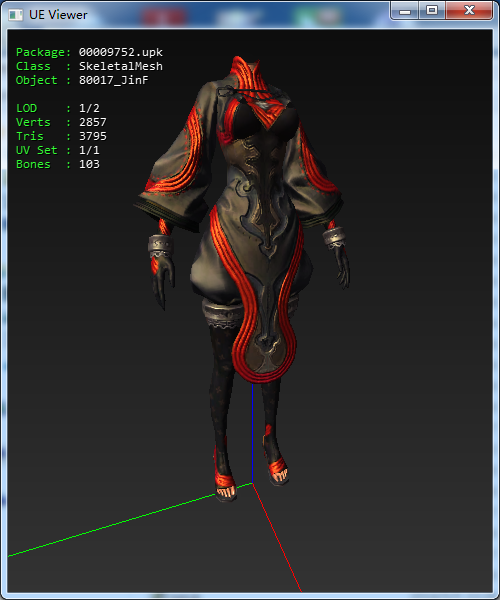 UE Viewer
Package: 00009752.upk
Class : SkeletalMesh
Object : 80017_JinF
LOD : 1/2
Verts : 2857
Tris : 3795
UV Set : 1/1
Bones : 103